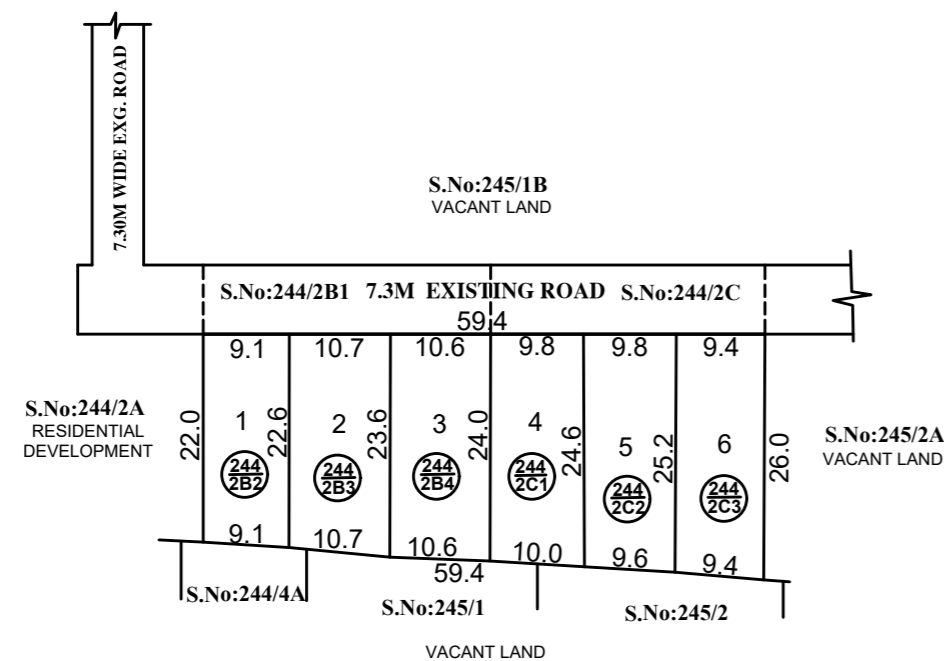 7.30M WIDE EXG. ROAD
S.No:245/1B
VACANT LAND
S.No:244/2B1 7.3M EXISTING ROAD S.No:244/2C
59.4
9.1 10.7 10.6 9.8 9.8 9.4
S.No:244/2A
RESIDENTIAL
DEVELOPMENT
22.0
1
22.6
2
23.6
3
24.0
4
24.6
5
25.2
6
26.0
S.No:245/2A
VACANT LAND
244
2B2
244
2B3
244
2B4
244
2C1
244
2C2
244
2C3
9.1 10.7 10.6 10.0 9.6 9.4
59.4
S.No:244/4A
S.No:245/1
S.No:245/2
VACANT LAND